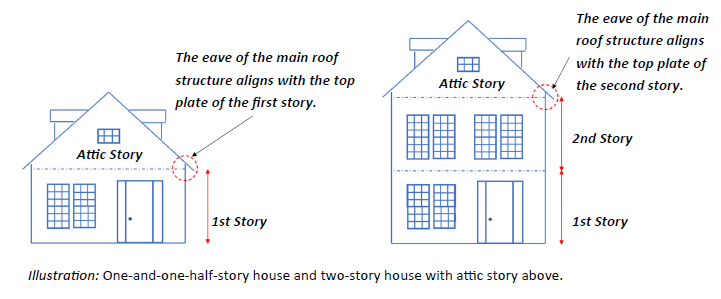 The eave of the main roof
structure aligns with the top
plate of the first story.
Attic Story
1st Story
The eave of the main
roof structure aligns
with the top plate of
the second story.
Attic Story
2nd Story
1st Story
Illustration: One-and-one-half-story house and two-story house with attic story above.